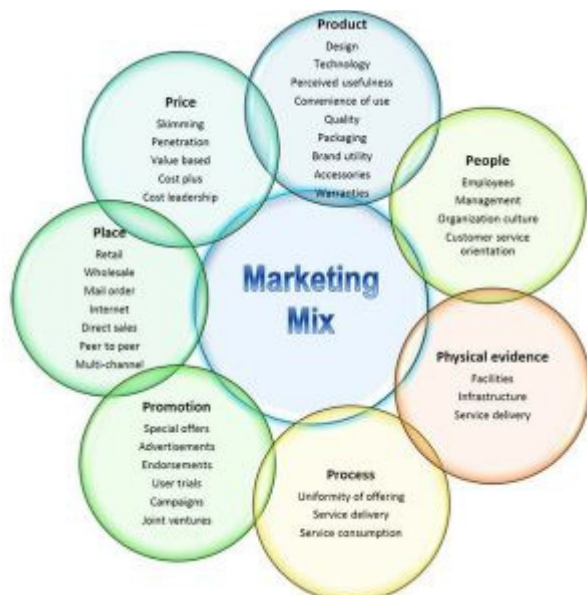 Product
Design
Technology
Perceived usefulness
Convenience of use
Quality
Packaging
Brand utility
Accessories
Warranties
Price
Skimming
Penetration
Value based
Cost plus
Cost leadership
People
Employees
Management
Organization culture
Customer service
orientation
Place
Retail
Wholesale
Mail order
Internet
Direct sales
Peer to peer
Multi-channel
Marketing
Mix
Physical evidence
Facilities
Infrastructure
Service delivery
Promotion
Special offers
Advertisements
Endorsements
User trials
Campaigns
Joint ventures
Process
Uniformity of offering
Service delivery
Service consumption